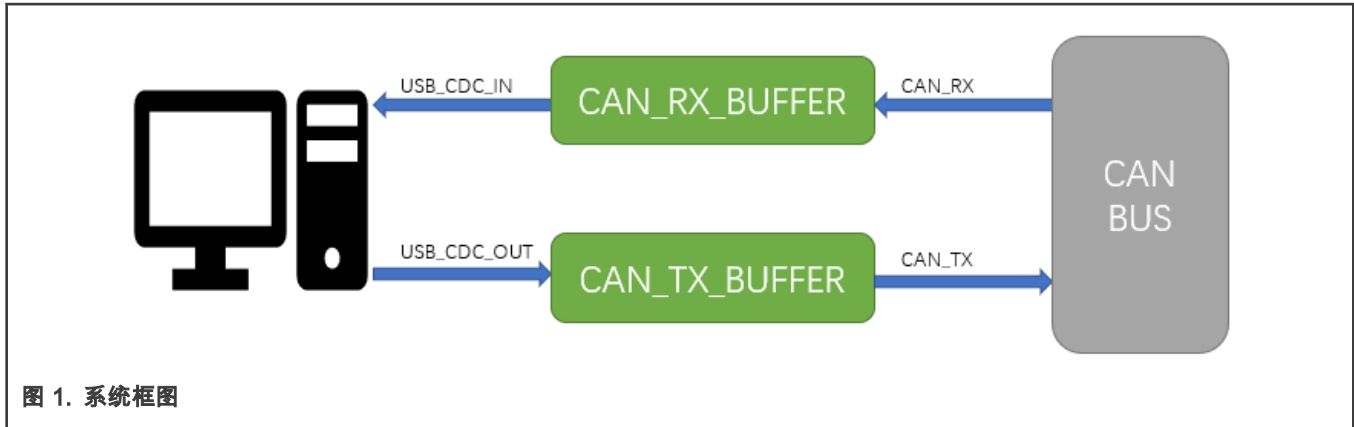 USB_CDC_IN
CAN_RX_BUFFER
CAN_RX
CAN
BUS
USB_CDC_OUT
CAN_TX_BUFFER
CAN_TX
图 1. 系统框图